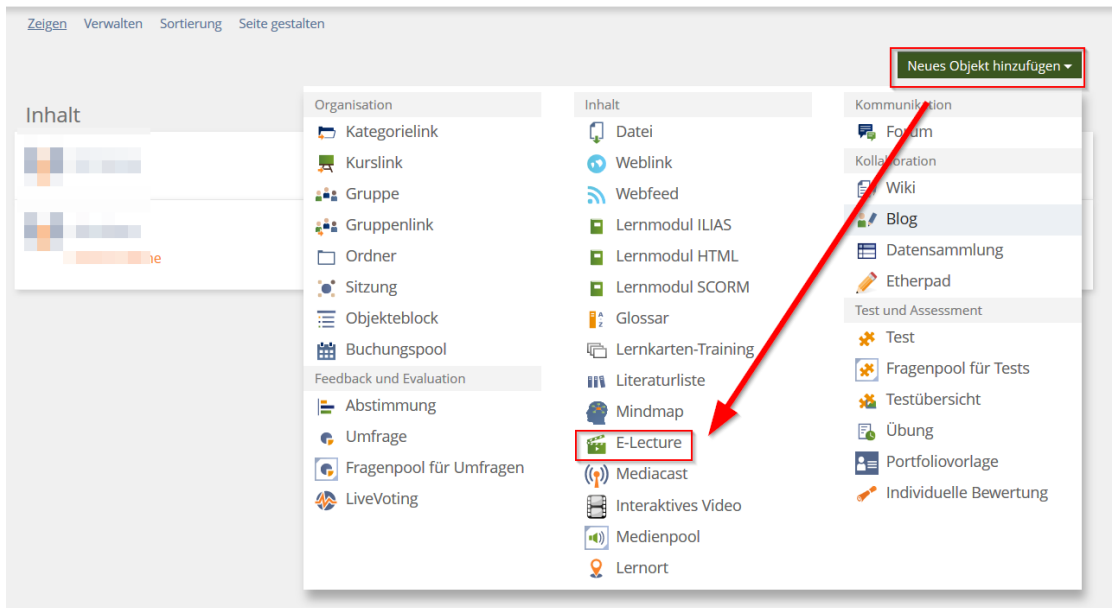 Zeigen Verwalten Sortierung Seite gestalten
Neues Objekt hinzufügen
Inhalt
Organisation
Kategorielink
Kurslink
Gruppe
Gruppenlink
Ordner
Sitzung
Objekteblock
Buchungspool
Feedback und Evaluation
Abstimmung
Umfrage
Fragenpool für Umfragen
LiveVoting
Inhalt
Datei
Weblink
Webfeed
Lernmodul ILIAS
Lernmodul HTML
Lernmodul SCORM
Glossar
Lernkarten-Training
Literaturliste
Mindmap
E-Lecture
Mediacast
Interaktives Video
Medienpool
Lernort
Kommunikation
Forum
Kollaboration
Wiki
Blog
Datensammlung
Etherpad
Test und Assessment
Test
Fragenpool für Tests
Testübersicht
Übung
Portfoliovorlage
Individuelle Bewertung